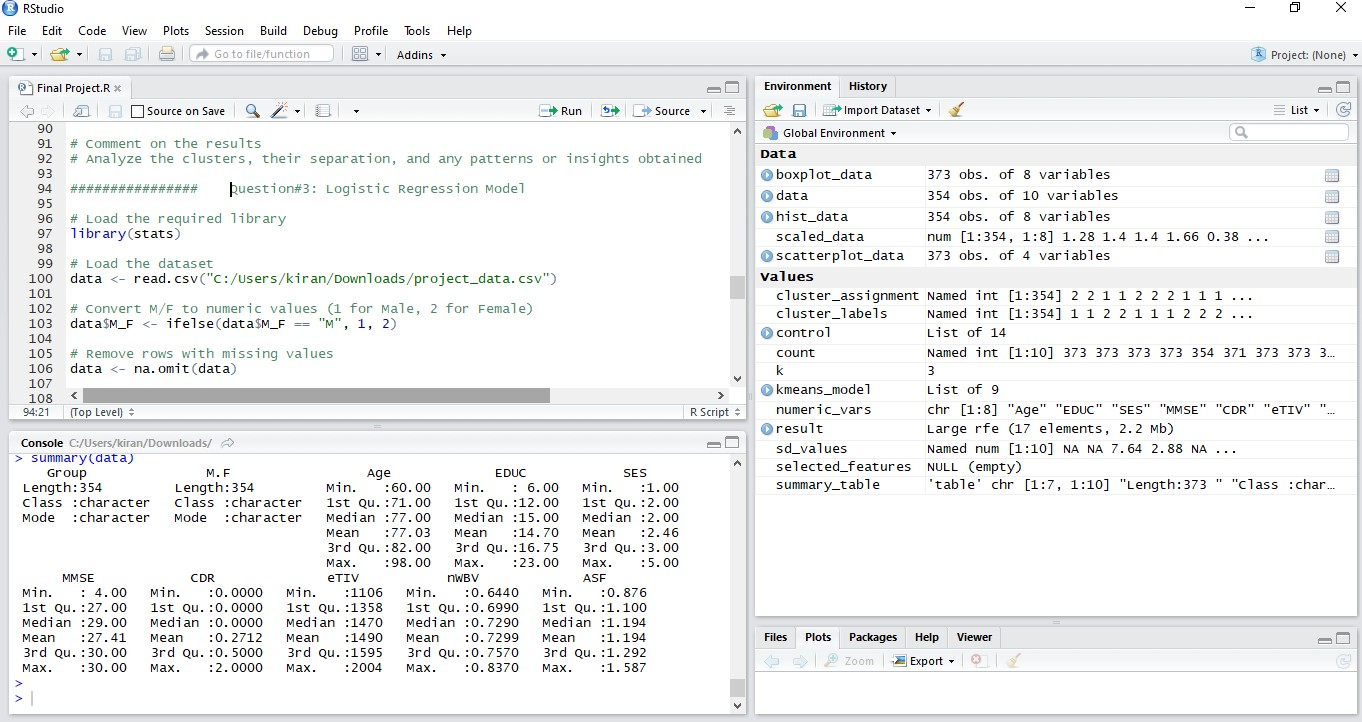 RStudio
File Edit Code View Plots Session Build Debug Profile Tools Help
Go to file/function Addins Project: (None)
Final Project.R
Source on Save Run Source
90
91 # Comment on the results
92 # Analyze the clusters, their separation, and any patterns or insights obtained
93
94 ################ Question#3: Logistic Regression Model
95
96 # Load the required library
97 library(stats)
98
99 # Load the dataset
100 data <- read.csv("C:/Users/kiran/Downloads/project_data.csv")
101
102 # Convert M/F to numeric values (1 for Male, 2 for Female)
103 data$M_F <- ifelse(data$M_F == "M", 1, 2)
104
105 # Remove rows with missing values
106 data <- na.omit(data)
107
108
94:21 (Top Level) R Script
Console C:/Users/kiran/Downloads/
> summary(data)
Group M.F Age EDUC SES
Length:354 Length:354 Min. :60.00 Min. : 6.00 Min. :1.00
Class :character Class :character 1st Qu.:71.00 1st Qu.:12.00 1st Qu.:2.00
Mode :character Mode :character Median :77.00 Median :15.00 Median :2.00
Mean :77.03 Mean :14.70 Mean :2.46
3rd Qu.:82.00 3rd Qu.:16.75 3rd Qu.:3.00
Max. :98.00 Max. :23.00 Max. :5.00
MMSE CDR eTIV nWBV ASF
Min. : 4.00 Min. :0.0000 Min. :1106 Min. :0.6440 Min. :0.876
1st Qu.:27.00 1st Qu.:0.0000 1st Qu.:1358 1st Qu.:0.6990 1st Qu.:1.100
Median :29.00 Median :0.0000 Median :1470 Median :0.7290 Median :1.194
Mean :27.41 Mean :0.2712 Mean :1490 Mean :0.7299 Mean :1.194
3rd Qu.:30.00 3rd Qu.:0.5000 3rd Qu.:1595 3rd Qu.:0.7570 3rd Qu.:1.292
Max. :30.00 Max. :2.0000 Max. :2004 Max. :0.8370 Max. :1.587
>
>
Environment History
Import Dataset List
Global Environment
Data
boxplot_data 373 obs. of 8 variables
data 354 obs. of 10 variables
hist_data 354 obs. of 8 variables
scaled_data num [1:354, 1:8] 1.28 1.4 1.4 1.66 0.38 ...
scatterplot_data 373 obs. of 4 variables
Values
cluster_assignment Named int [1:354] 2 2 1 1 2 2 2 1 1 1 ...
cluster_labels Named int [1:354] 1 1 2 2 1 1 1 2 2 2 ...
control List of 14
count Named int [1:10] 373 373 373 373 354 371 373 373 3…
k 3
kmeans_model List of 9
numeric_vars chr [1:8] "Age" "EDUC" "SES" "MMSE" "CDR" "eTIV" "…
result Large rfe (17 elements, 2.2 Mb)
sd_values Named num [1:10] NA NA 7.64 2.88 NA ...
selected_features NULL (empty)
summary_table 'table' chr [1:7, 1:10] "Length:373 " "Class :char…
Files Plots Packages Help Viewer
Zoom Export